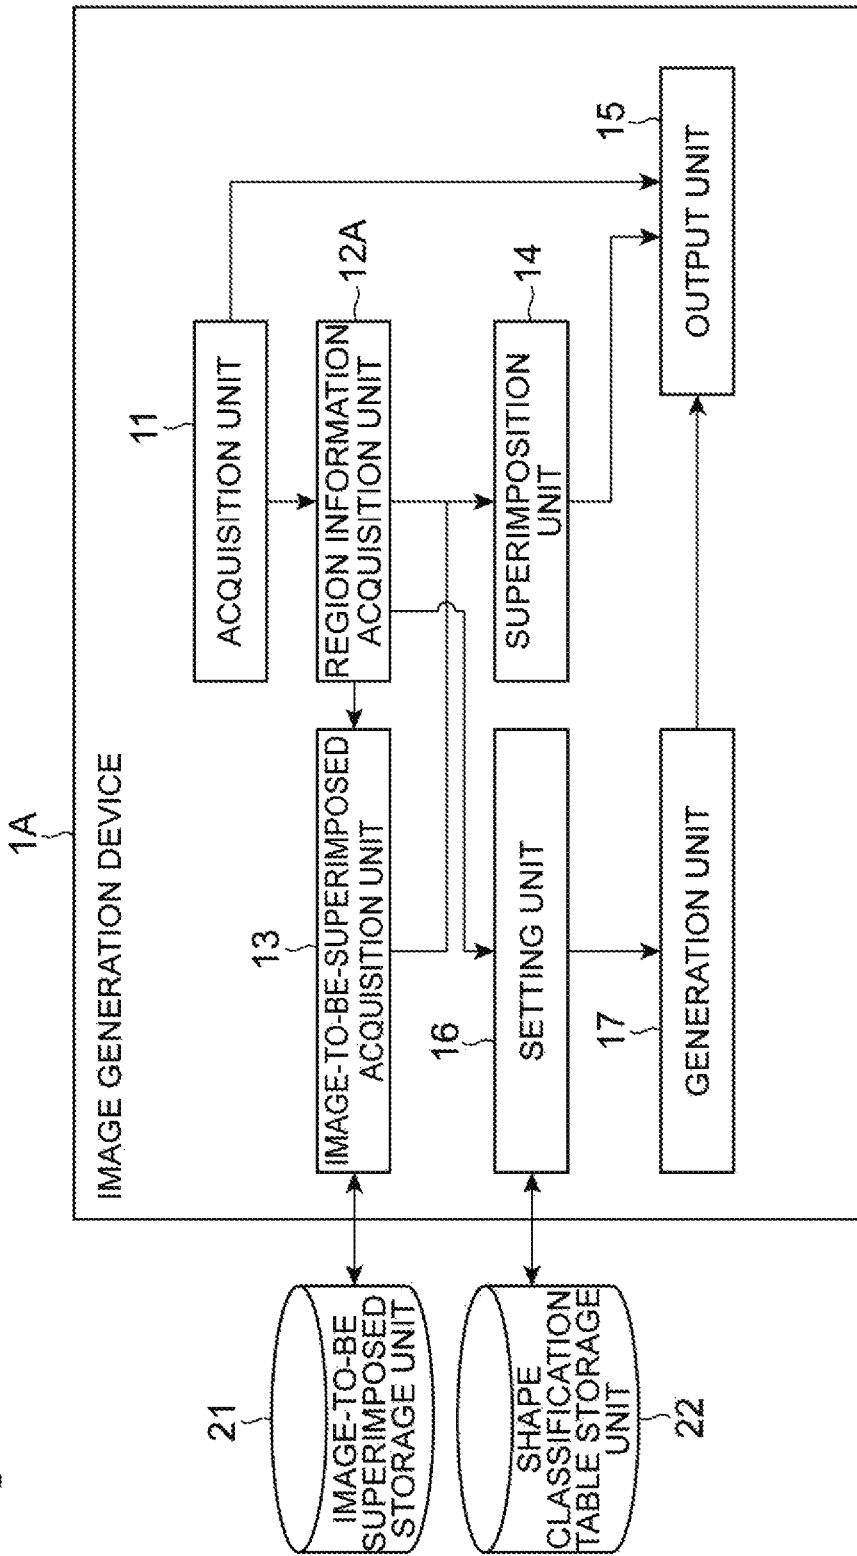 1A
IMAGE GENERATION DEVICE
11
ACQUISITION UNIT
12A
REGION INFORMATION
ACQUISITION UNIT
13
IMAGE-TO-BE-SUPERIMPOSED
ACQUISITION UNIT
14
SUPERIMPOSITION
UNIT
15
OUTPUT UNIT
16
SETTING UNIT
17
GENERATION UNIT
21
IMAGE-TO-BE
SUPERIMPOSED
STORAGE UNIT
22
SHAPE
CLASSIFICATION
TABLE STORAGE
UNIT